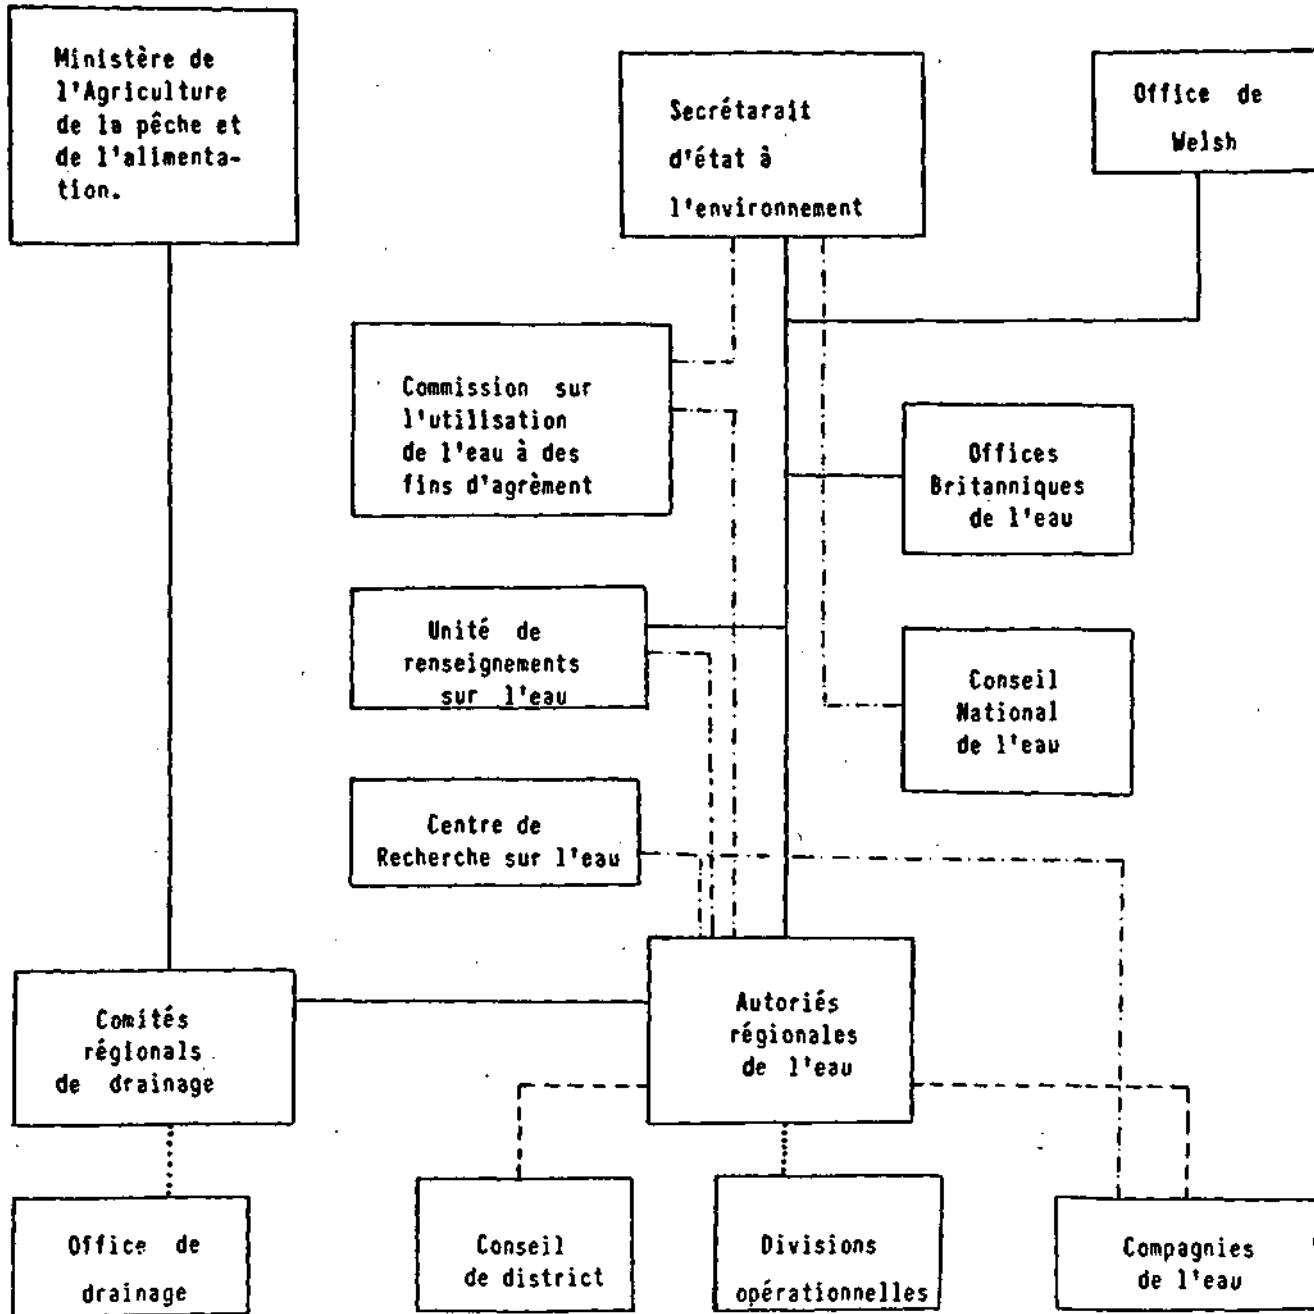 Ministère de
l'Agriculture
de la pêche et
de l'alimenta-
tion.
Secrétarait
d'état à
l'environnement
Office de
Welsh
Commission sur
l'utilisation
de l'eau à des
fins d'agrèment
Offices
Britanniques
de l'eau
Unité de
renseignements
sur l'eau
Conseil
National
de l'eau
Centre de
Recherche sur l'eau
Comités
régionals
de drainage
Autoriés
régionales
de l'eau
Office de
drainage
Conseil
de district
Divisions
opérationnelles
Compagnies
de l'eau